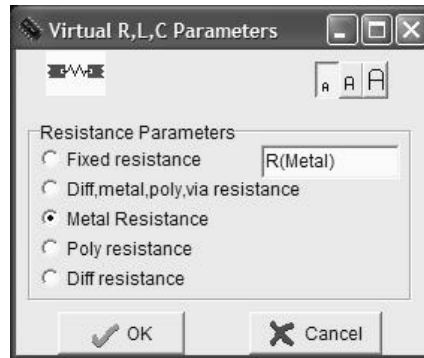 Virtual R,L,C Parameters
A A A
Resistance Parameters
Fixed resistance R(Metal)
Diff,metal,poly,via resistance
Metal Resistance
Poly resistance
Diff resistance
OK Cancel